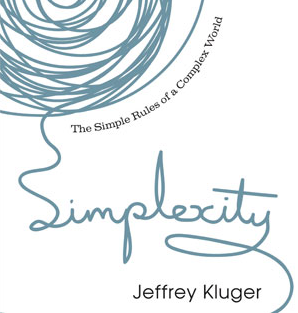 The Simple Rules of a Complex World
Simplexity
Jeffrey Kluger